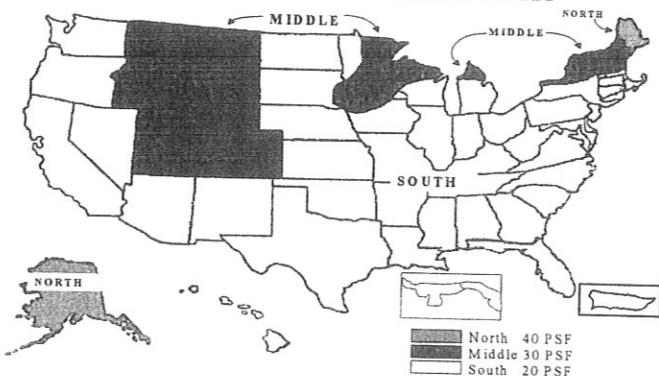 NORTH
MIDDLE
MIDDLE
SOUTH
NORTH
North 40 PSF
Middle 30 PSF
South 20 PSF